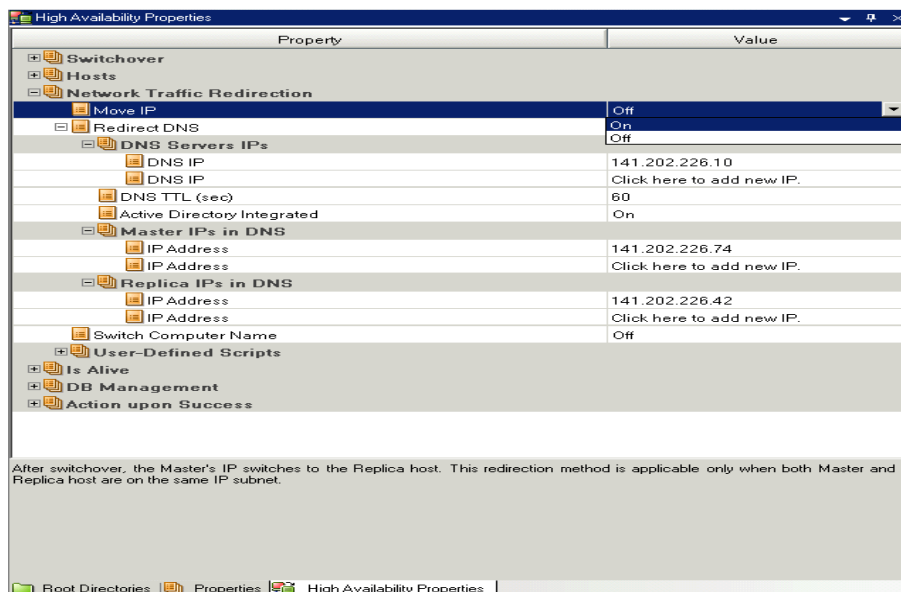 High Availability Properties
Property Value
Switchover
Hosts
Network Traffic Redirection
Move IP Off
On
Redirect DNS
Off
DNS Servers IPs
DNS IP 141.202.226.10
DNS IP Click here to add new IP.
DNS TTL (sec) 60
Active Directory Integrated On
Master IPs in DNS
IP Address 141.202.226.74
IP Address Click here to add new IP.
Replica IPs in DNS
IP Address 141.202.226.42
IP Address Click here to add new IP.
Switch Computer Name Off
User-Defined Scripts
Is Alive
DB Management
Action upon Success
After switchover, the Master's IP switches to the Replica host. This redirection method is applicable only when both Master and
Replica host are on the same IP subnet.
Root Directories Properties High Availability Properties